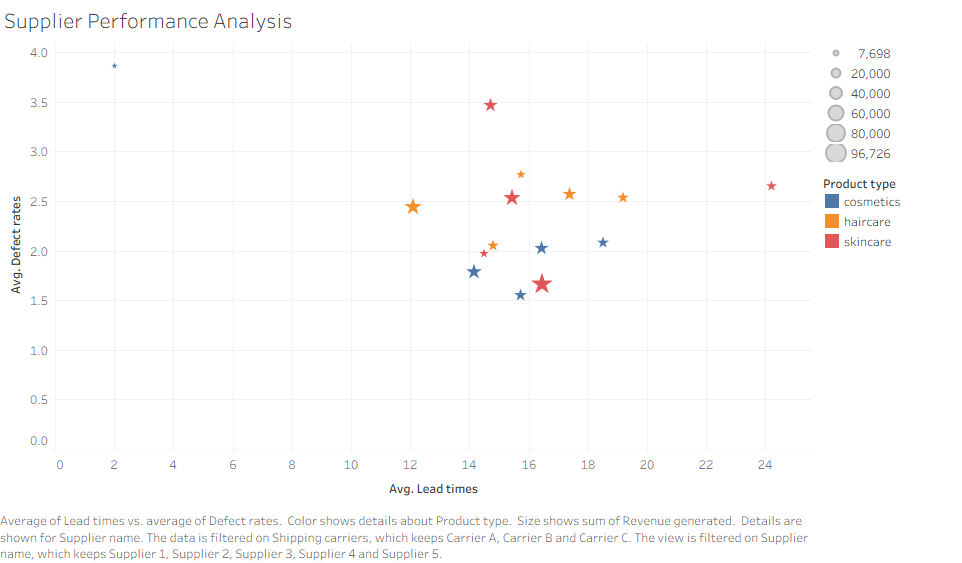 Supplier Performance Analysis
4.0
3.5
3.0
2.5
2.0
1.5
1.0
0.5
0.0
Avg. Defect rates
0 2 4 6 8 10 12 14 16 18 20 22 24
Avg. Lead times
7,698
20,000
40,000
60,000
80,000
96,726
Product type
cosmetics
haircare
skincare
Average of Lead times vs. average of Defect rates. Color shows details about Product type. Size shows sum of Revenue generated. Details are
shown for Supplier name. The data is filtered on Shipping carriers, which keeps Carrier A, Carrier B and Carrier C. The view is filtered on Supplier
name, which keeps Supplier 1, Supplier 2, Supplier 3, Supplier 4 and Supplier 5.